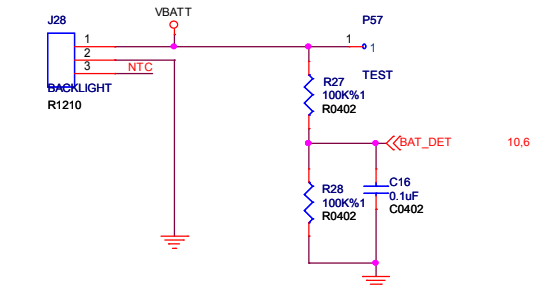 VBATT
J28
P57
1
2
3
NTC
1
1
BACKLIGHT
R1210
TEST
R27
100K%1
R0402
BAT_DET
10,6
R28
100K%1
R0402
C16
0.1uF
C0402